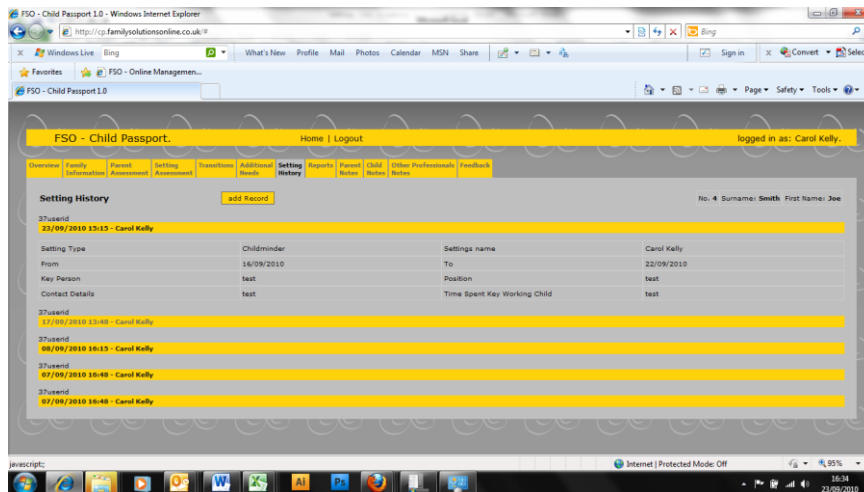 FSO - Child Passport 1.0 - Windows Internet Explorer
http://cp.familysolutionsonline.co.uk/#
Bing
x Windows Live Bing What's New Profile Mail Photos Calendar MSN Share Sign in x Convert Selec
Favorites FSO - Online Managemen...
FSO - Child Passport 1.0 Page Safety Tools
FSO - Child Passport. Home | Logout logged in as: Carol Kelly.
Overview Family Information Parent Assessment Setting Assessment Transitions Additional Needs Setting History Reports Parent Notes Child Notes Other Professionals Notes Feedback
Setting History add Record No: 4 Surname: Smith First Name: Joe
37userid
23/09/2010 15:15 - Carol Kelly
Setting Type Childminder Settings name Carol Kelly
From 16/09/2010 To 22/09/2010
Key Person test Position test
Contact Details test Time Spent Key Working Child test
37userid
17/09/2010 13:48 - Carol Kelly
37userid
08/09/2010 16:15 - Carol Kelly
37userid
07/09/2010 16:48 - Carol Kelly
37userid
07/09/2010 16:48 - Carol Kelly
javascript:; Internet | Protected Mode: Off 95%
Ai Ps 16:34
23/09/2010